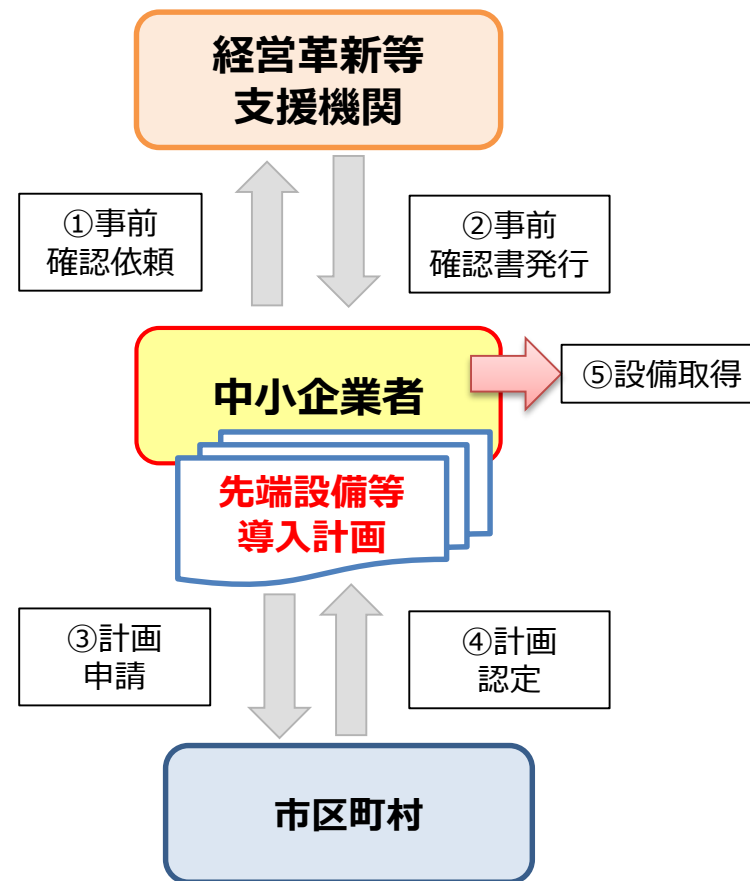 経営革新等
支援機関
①事前
確認依頼
②事前
確認書発行
中小企業者
⑤設備取得
先端設備等
導入計画
③計画
申請
④計画
認定
市区町村